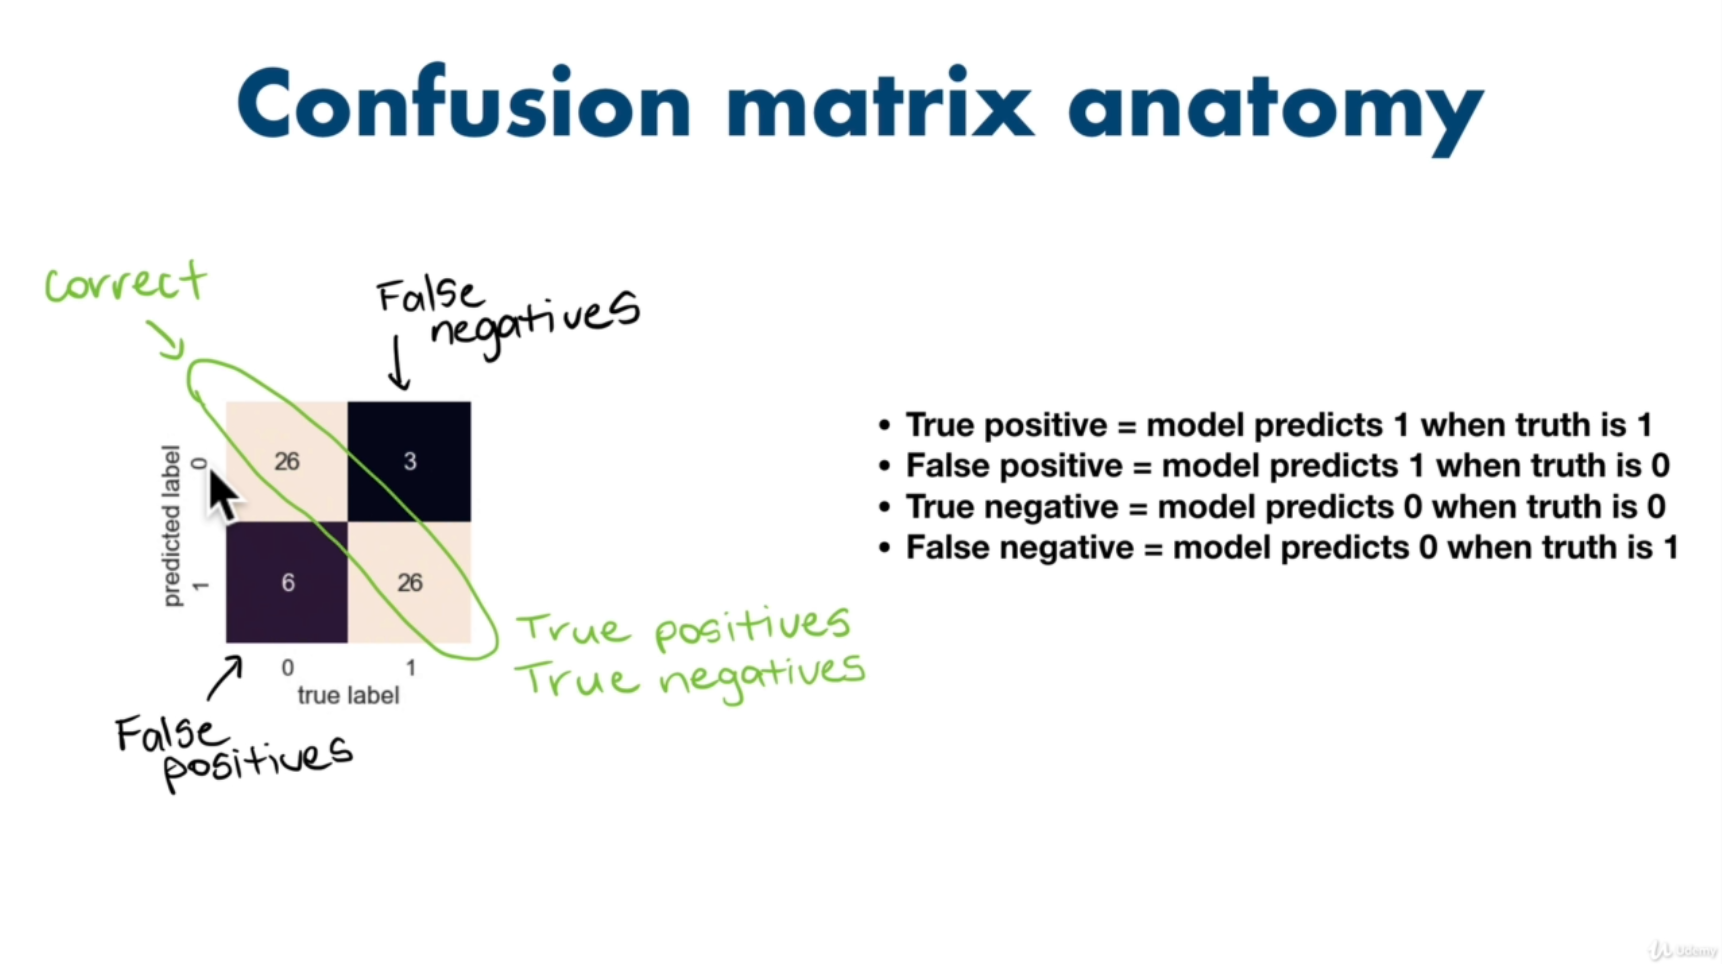 Confusion matrix anatomy
correct
False
negatives
predicted label
0
1
26
3
6
26
0
1
true label
False
positives
True positives
True negatives
• True positive = model predicts 1 when truth is 1
• False positive = model predicts 1 when truth is 0
• True negative = model predicts 0 when truth is 0
• False negative = model predicts 0 when truth is 1
Udemy